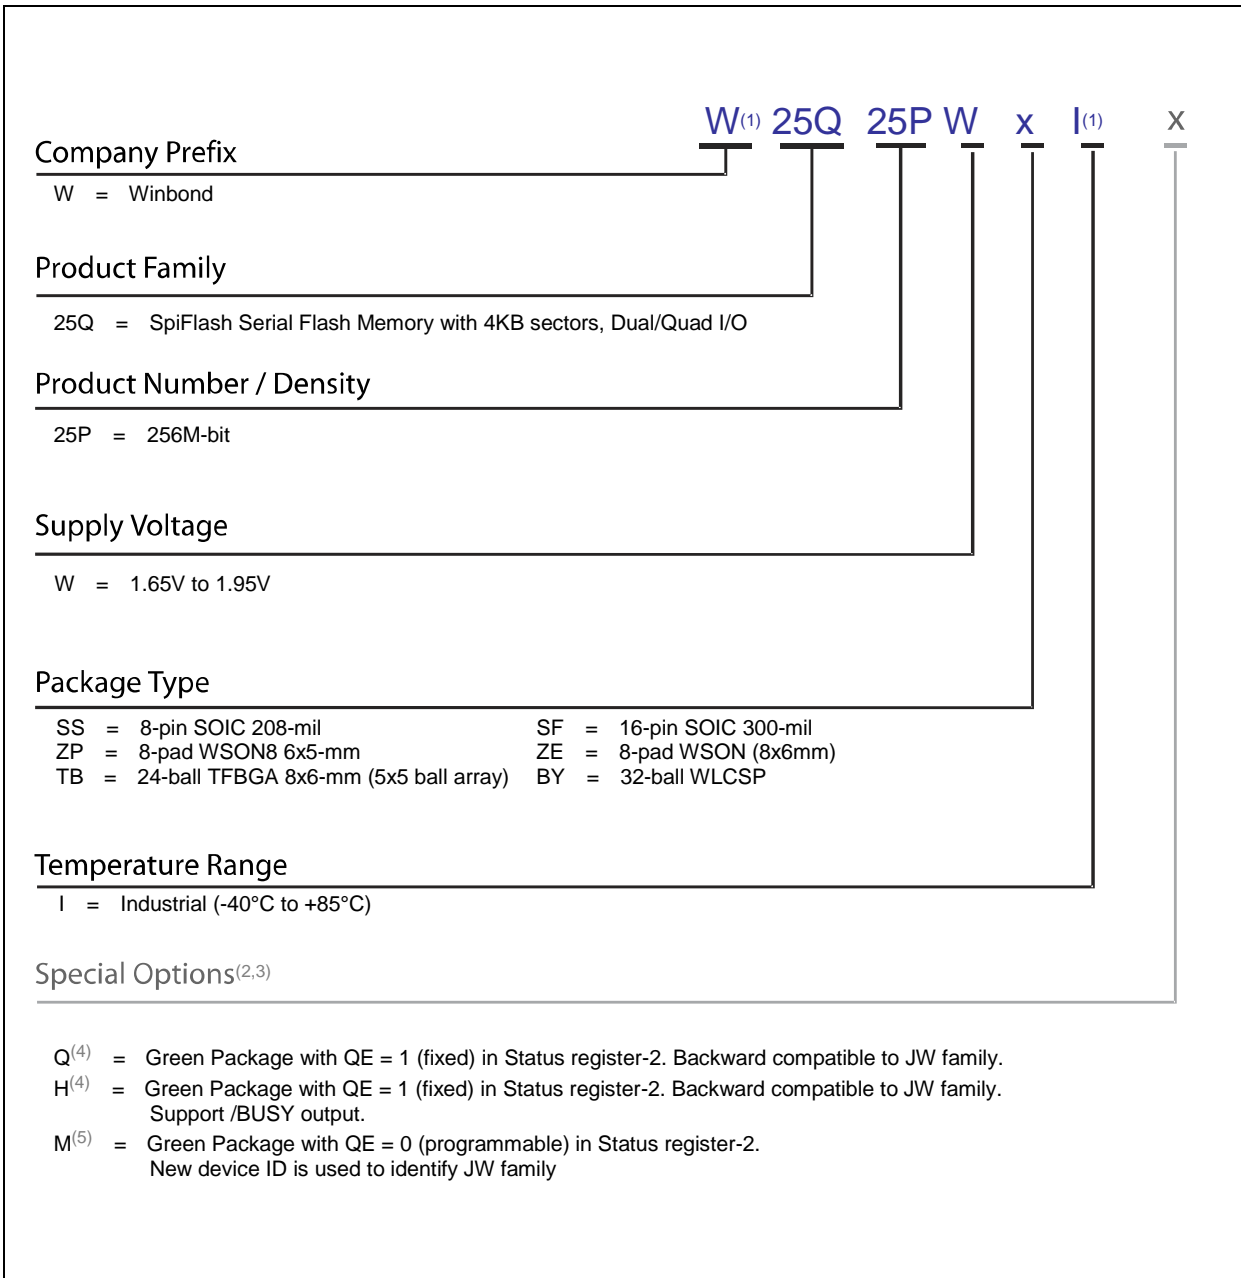 W(1) 25Q 25P W x I(1) x
Company Prefix
W = Winbond
Product Family
25Q = SpiFlash Serial Flash Memory with 4KB sectors, Dual/Quad I/O
Product Number / Density
25P = 256M-bit
Supply Voltage
W = 1.65V to 1.95V
Package Type
SS = 8-pin SOIC 208-mil SF = 16-pin SOIC 300-mil
ZP = 8-pad WSON8 6x5-mm ZE = 8-pad WSON (8x6mm)
TB = 24-ball TFBGA 8x6-mm (5x5 ball array) BY = 32-ball WLCSP
Temperature Range
I = Industrial (-40°C to +85°C)
Special Options(2,3)
Q(4) = Green Package with QE = 1 (fixed) in Status register-2. Backward compatible to JW family.
H(4) = Green Package with QE = 1 (fixed) in Status register-2. Backward compatible to JW family.
Support /BUSY output.
M(5) = Green Package with QE = 0 (programmable) in Status register-2.
New device ID is used to identify JW family